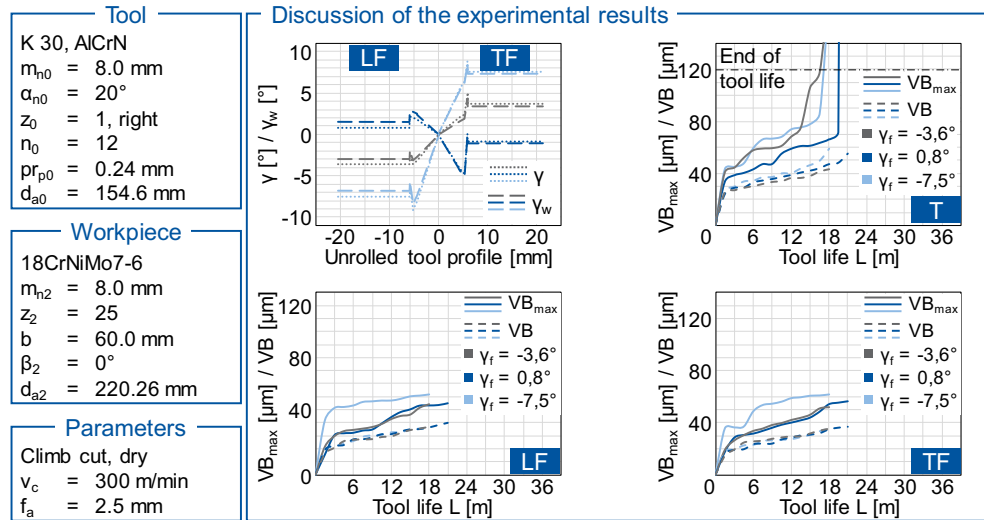 Tool
K 30, AlCrN
mn0 = 8.0 mm
αn0 = 20°
z0 = 1, right
n0 = 12
prp0 = 0.24 mm
da0 = 154.6 mm
Workpiece
18CrNiMo7-6
mn2 = 8.0 mm
z2 = 25
b = 60.0 mm
β2 = 0°
da2 = 220.26 mm
Parameters
Climb cut, dry
vc = 300 m/min
fa = 2.5 mm
Discussion of the experimental results
γ [°] / γw [°]
10
5
0
-5
-10
LF
TF
γ
γw
-20 -10 0 10 20
Unrolled tool profile [mm]
VBmax [µm] / VB [µm]
120
80
40
0
End of
tool life
VBmax
VB
γf = -3,6°
γf = 0,8°
γf = -7,5°
T
6 12 18 24 30 36
Tool life L [m]
VBmax [µm] / VB [µm]
120
80
40
0
VBmax
VB
γf = -3,6°
γf = 0,8°
γf = -7,5°
LF
6 12 18 24 30 36
Tool life L [m]
VBmax [µm] / VB [µm]
120
80
40
0
VBmax
VB
γf = -3,6°
γf = 0,8°
γf = -7,5°
TF
6 12 18 24 30 36
Tool life L [m]